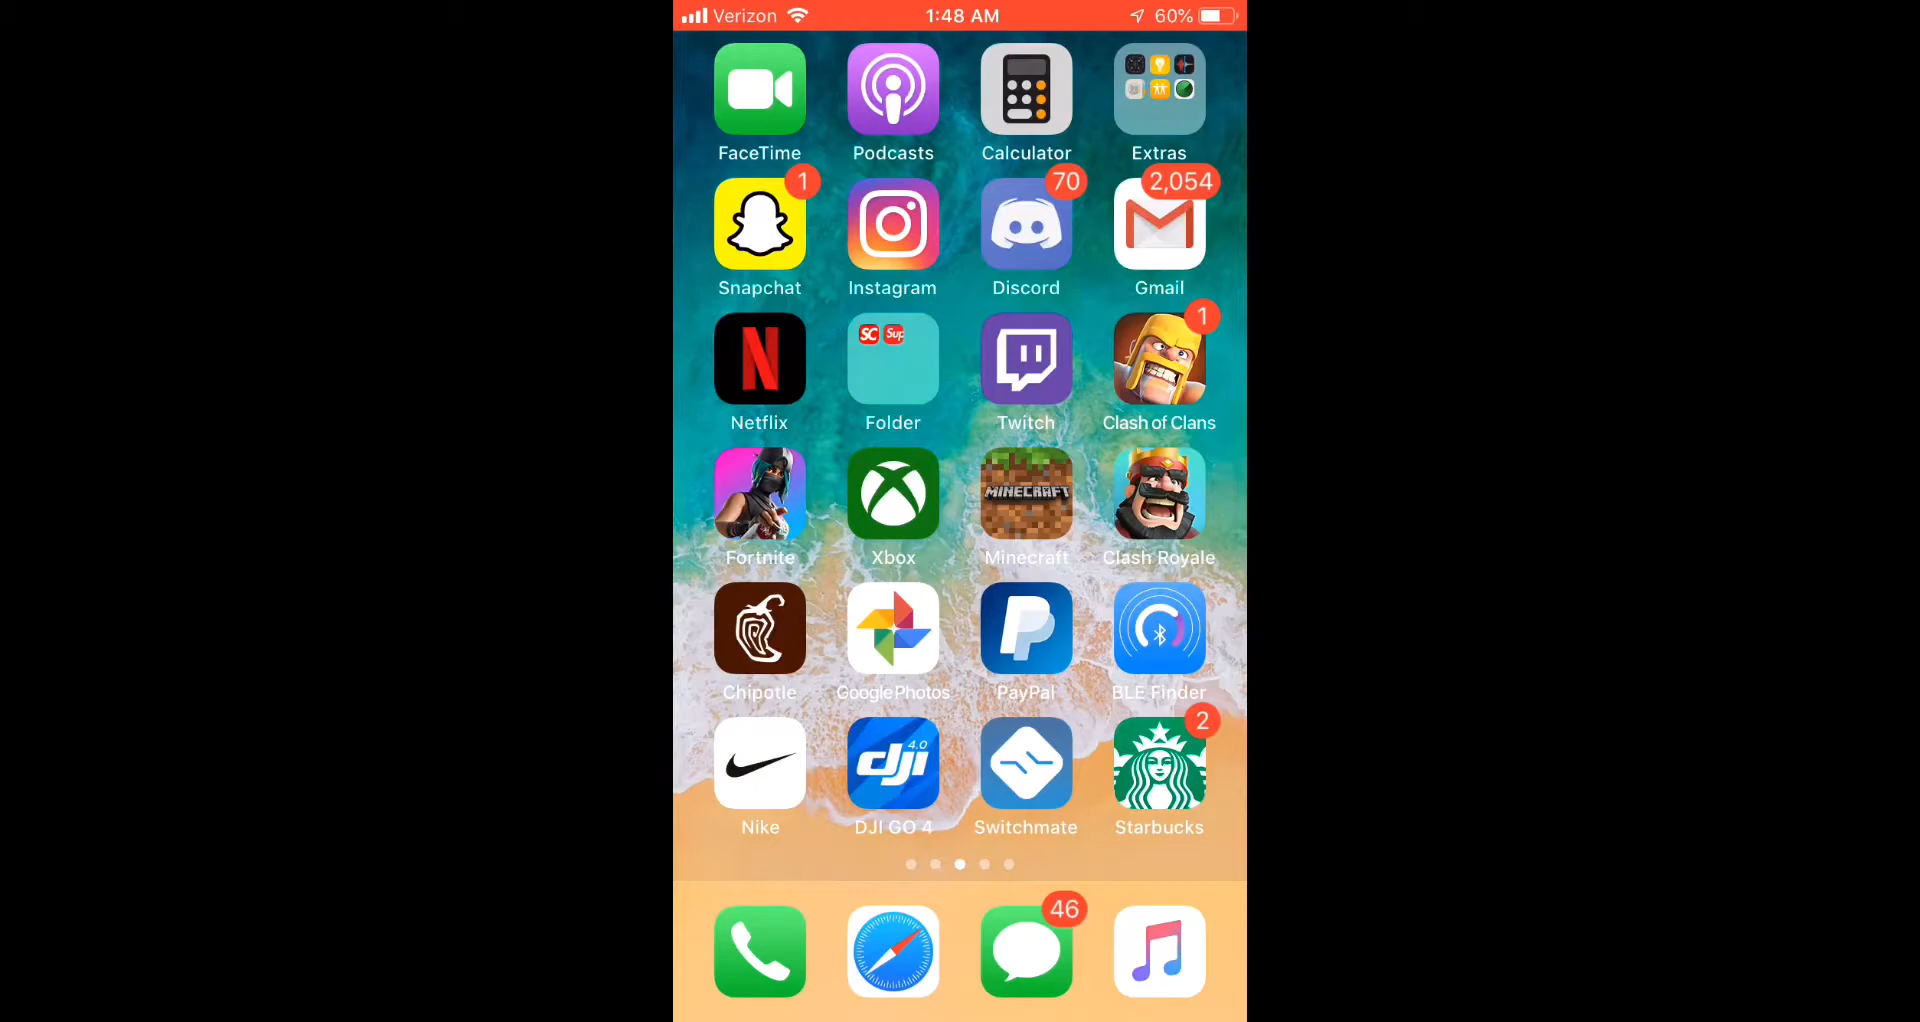 Verizon 1:48 AM 60%
FaceTime Podcasts Calculator Extras
1 70 2,054
Snapchat Instagram Discord Gmail
SC Sup 1
Netflix Folder Twitch Clash of Clans
MINECRAFT
Fortnite Xbox Minecraft Clash Royale
Chipotle Google Photos PayPal BLE Finder
2
dji 4.0
Nike DJI GO 4 Switchmate Starbucks
46